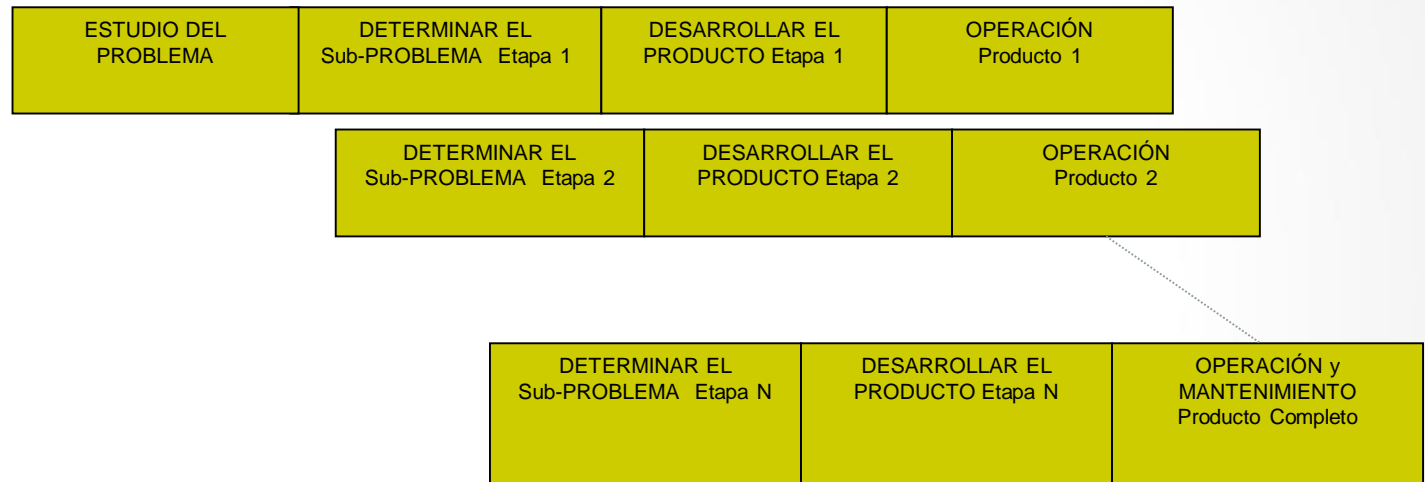 ESTUDIO DEL
PROBLEMA
DETERMINAR EL
Sub-PROBLEMA Etapa 1
DESARROLLAR EL
PRODUCTO Etapa 1
OPERACIÓN
Producto 1
DETERMINAR EL
Sub-PROBLEMA Etapa 2
DESARROLLAR EL
PRODUCTO Etapa 2
OPERACIÓN
Producto 2
DETERMINAR EL
Sub-PROBLEMA Etapa N
DESARROLLAR EL
PRODUCTO Etapa N
OPERACIÓN y
MANTENIMIENTO
Producto Completo